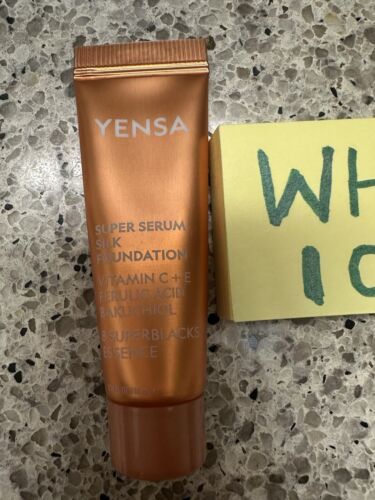 YENSA
SUPER SERUM
SILK
FOUNDATION
VITAMIN C + E
FERULIC ACID
BAKUCHIOL
8 SUPERBLACKS
ESSENCE
WH
10